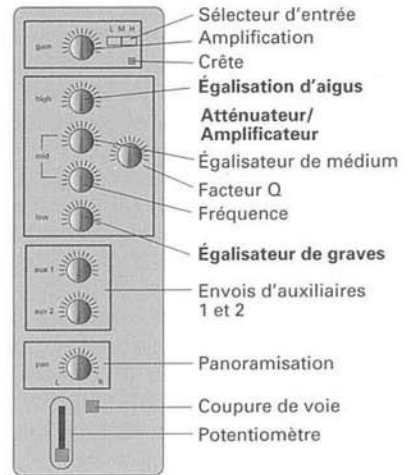 L M H
gain
high
mid
low
aux 1
aux 2
pan
L R
Sélecteur d'entrée
Amplification
Crête
Égalisation d'aigus
Atténuateur/
Amplificateur
Égalisateur de médium
Facteur Q
Fréquence
Égalisateur de graves
Envois d'auxiliaires
1 et 2
Panoramisation
Coupure de voie
Potentiomètre